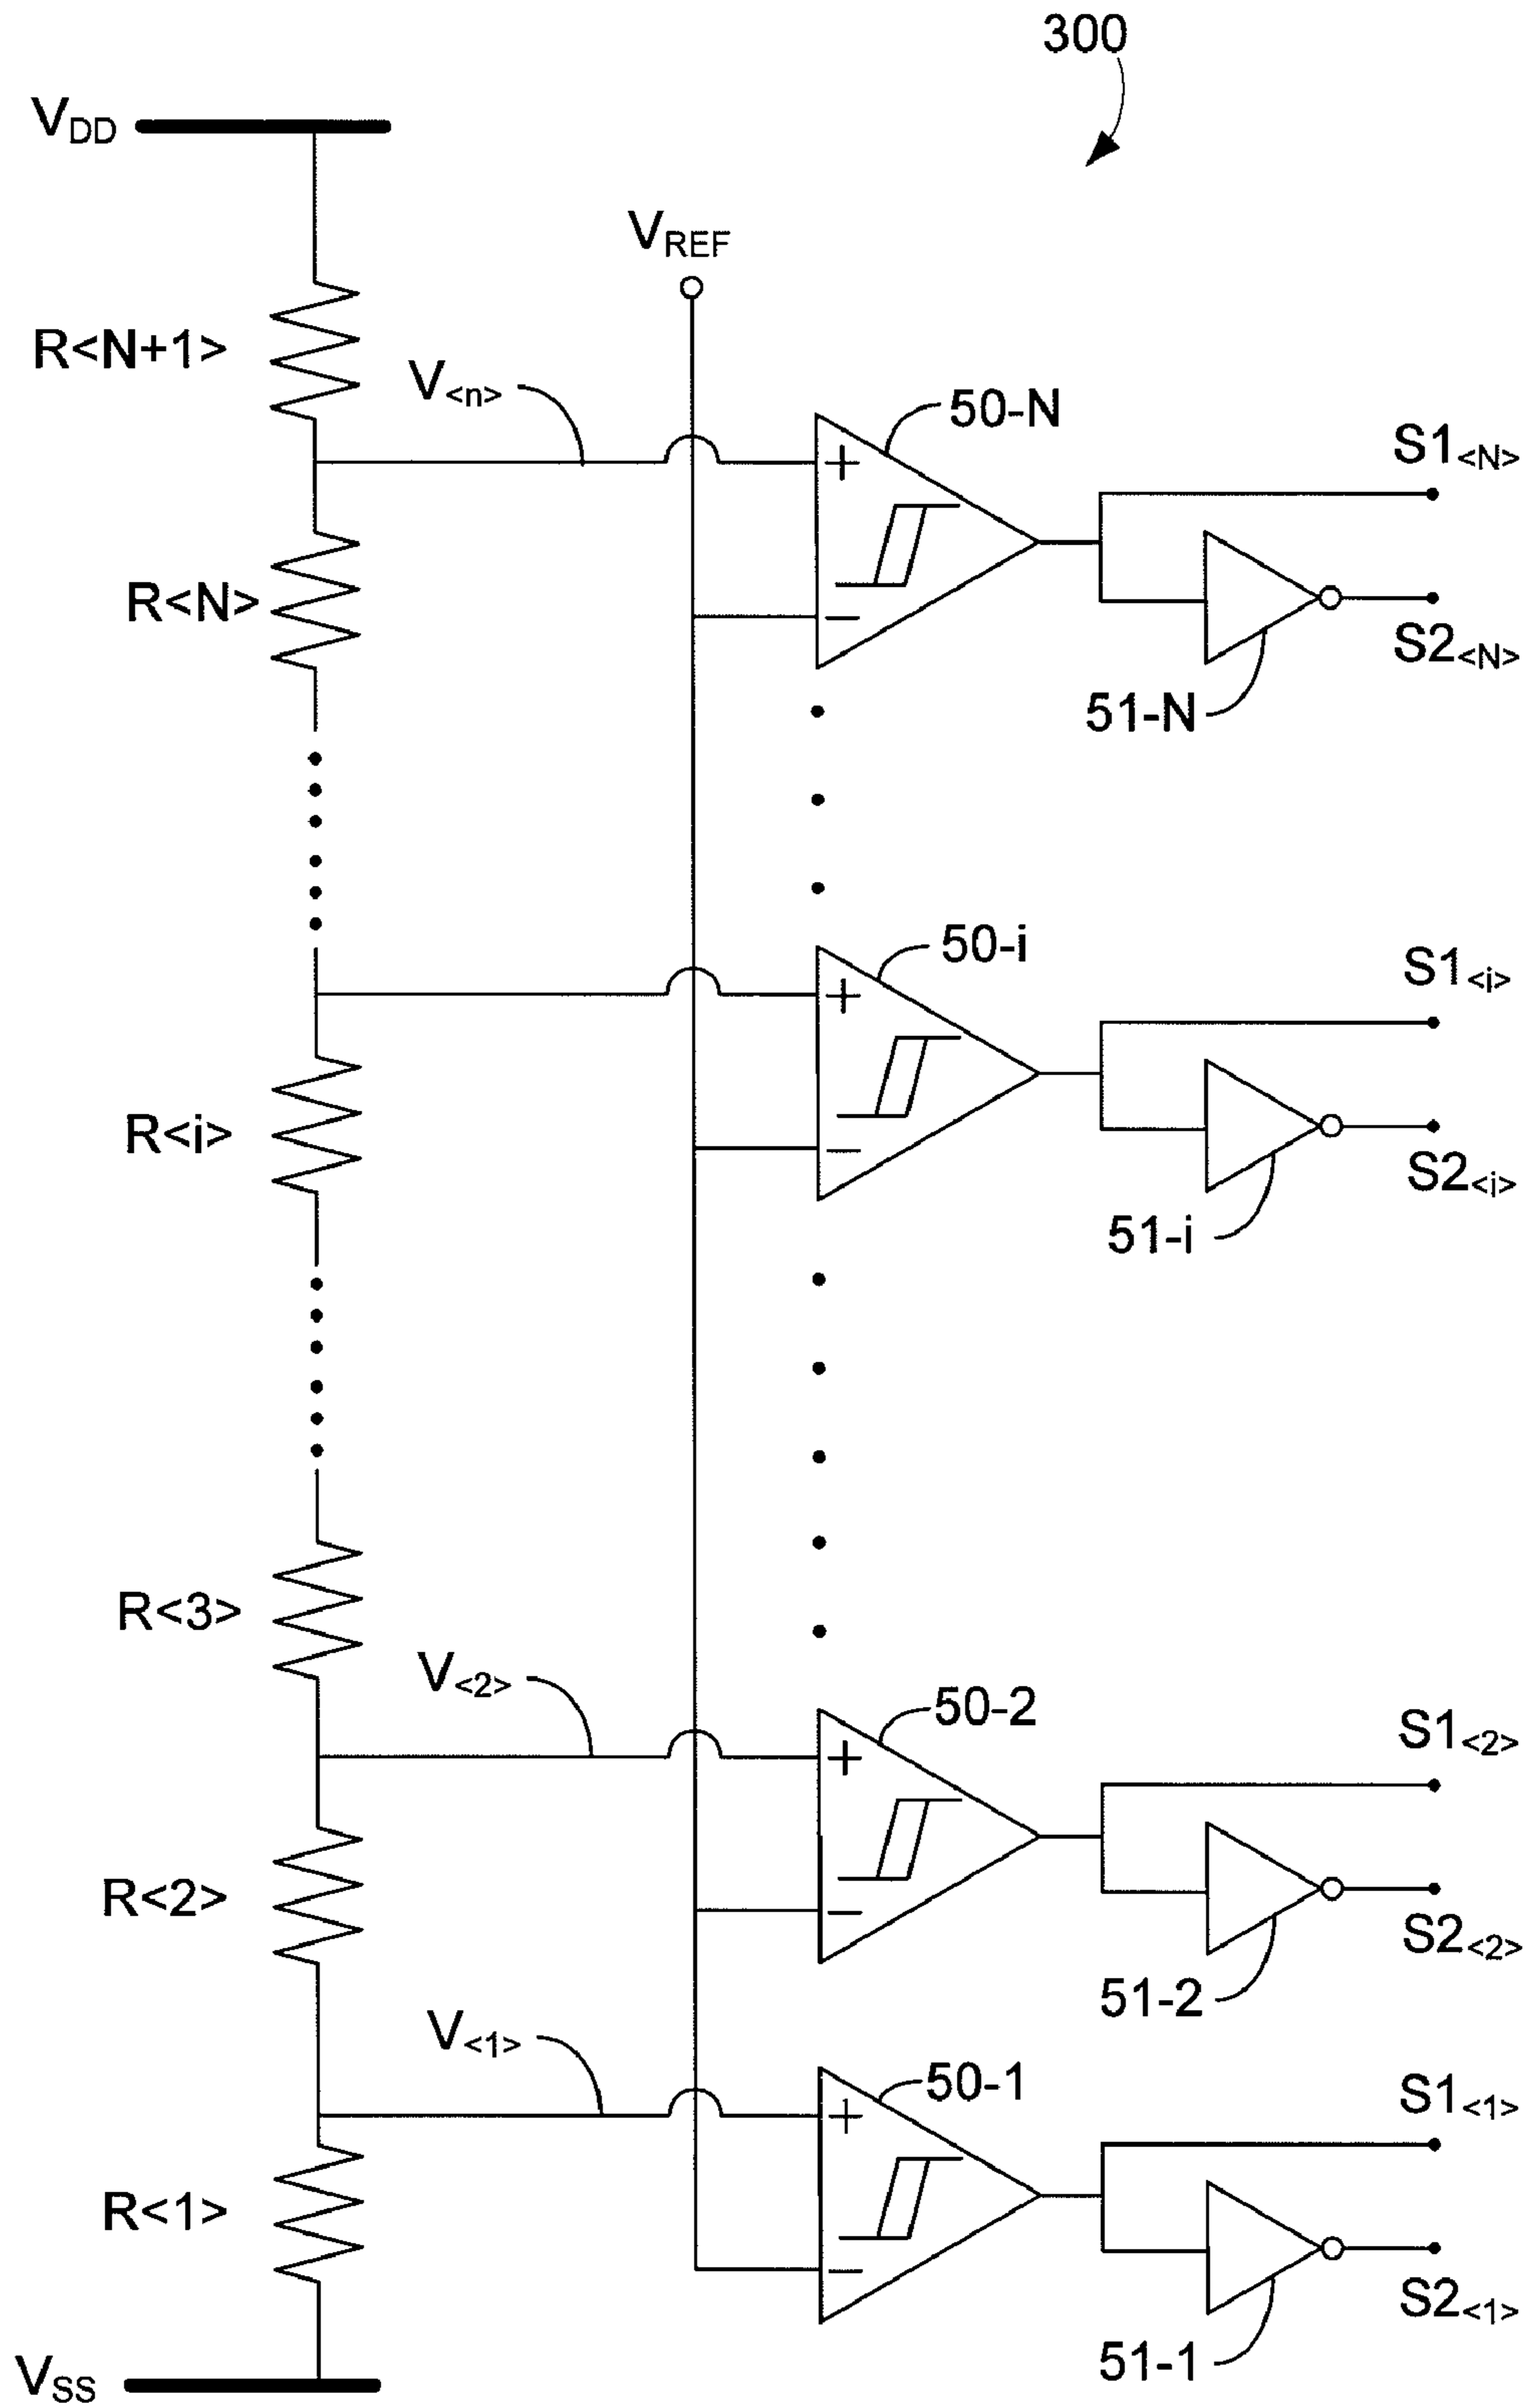 300
VDD
VREF
R<N+1>
V<n>
50-N
S1<N>
R<N>
S2<N>
51-N
50-i
S1<i>
R<i>
S2<i>
51-i
R<3>
V<2>
50-2
S1<2>
R<2>
S2<2>
51-2
V<1>
50-1
S1<1>
R<1>
S2<1>
51-1
VSS